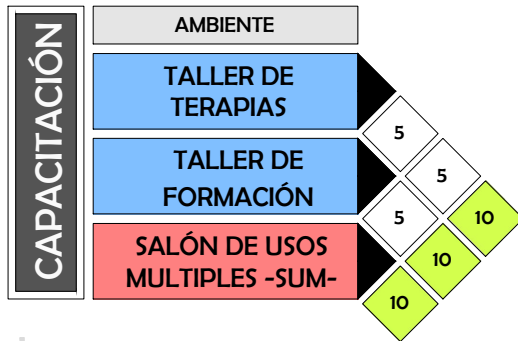 CAPACITACIÓN
AMBIENTE
TALLER DE
TERAPIAS
TALLER DE
FORMACIÓN
SALÓN DE USOS
MULTIPLES -SUM-
5
5
5
10
10
10